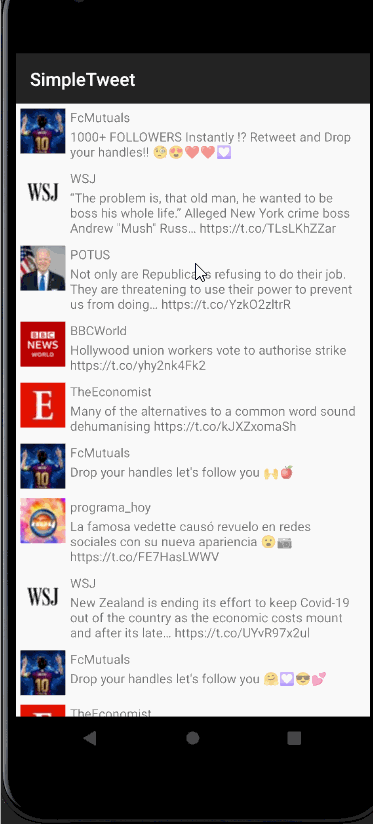 SimpleTweet
FcMutuals
1000+ FOLLOWERS Instantly !? Retweet and Drop
your handles!! 🧐😍❤️❤️💟
WSJ
WSJ
“The problem is, that old man, he wanted to be
boss his whole life.” Alleged New York crime boss
Andrew "Mush" Russ… https://t.co/TLsLKhZZar
POTUS
Not only are Republicans refusing to do their job.
They are threatening to use their power to prevent
us from doing… https://t.co/YzkO2zltrR
BBC
NEWS
WORLD
BBCWorld
Hollywood union workers vote to authorise strike
https://t.co/yhy2nk4Fk2
E
TheEconomist
Many of the alternatives to a common word sound
dehumanising https://t.co/kJXZxomaSh
FcMutuals
Drop your handles let's follow you 🙌🍎
programa_hoy
La famosa vedette causó revuelo en redes
sociales con su nueva apariencia 😮📷
https://t.co/FE7HasLWWV
WSJ
WSJ
New Zealand is ending its effort to keep Covid-19
out of the country as the economic costs mount
and after its late… https://t.co/UYvR97x2ul
FcMutuals
Drop your handles let's follow you 🤗💟😎💕
TheEconomist